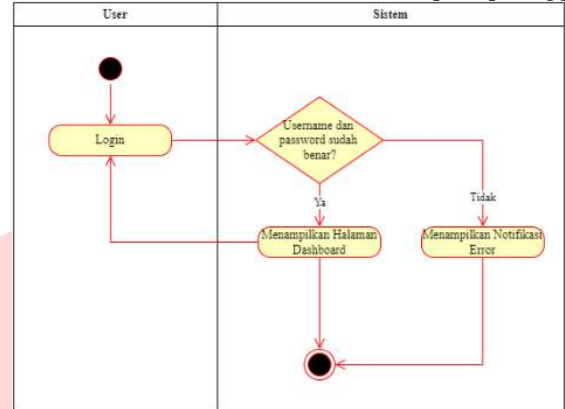 User
Sistem
Username dan
password sudah
benar?
Login
Ya
Tidak
Menampilkan Halaman
Dashboard
Menampilkan Notifikasi
Error